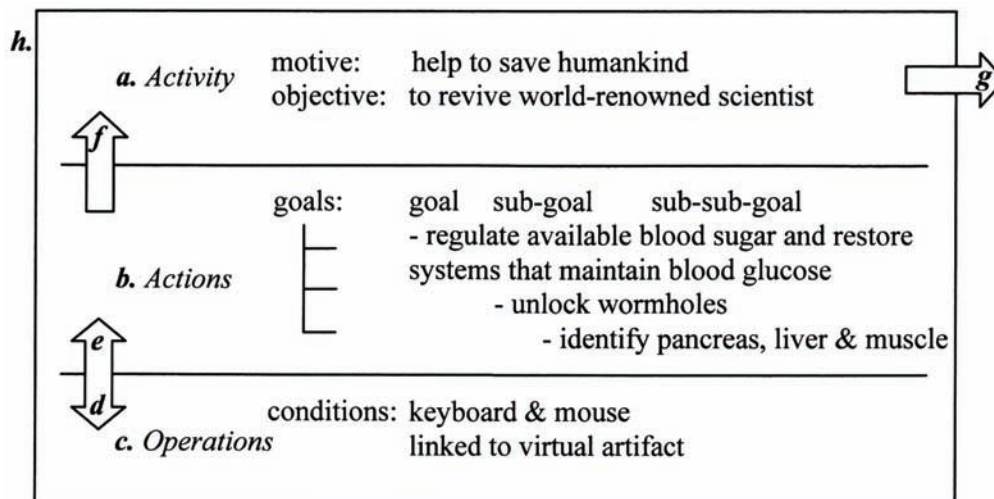 h.
a. Activity motive: help to save humankind
objective: to revive world-renowned scientist
g
f
goals: goal sub-goal sub-sub-goal
- regulate available blood sugar and restore
systems that maintain blood glucose
b. Actions
- unlock wormholes
- identify pancreas, liver & muscle
e
d
conditions: keyboard & mouse
c. Operations linked to virtual artifact